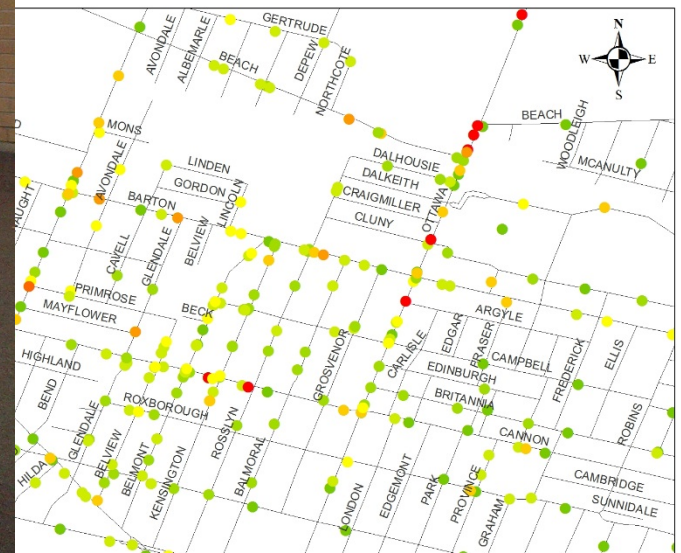 GERTRUDE
N
AVONDALE
ALBEMARLE
DEPEW
BEACH
NORTHCOTE
W
E
S
BEACH
MONS
WOODLEIGH
DALHOUSIE
MCANULTY
LINDEN
AVONDALE
DALKEITH
GORDON
CRAIGMILLER
LINCOLN
OTTAWA
BARTON
CLUNY
BELVIEW
CAVELL
GLENDALE
PRIMROSE
BECK
ARGYLE
MAYFLOWER
EDGAR
FRASER
GROSVENOR
CARLISLE
CAMPBELL
FREDERICK
ELLIS
HIGHLAND
EDINBURGH
BEND
BRITANNIA
ROXBOROUGH
GLENDALE
ROSSLYN
CANNON
ROBINS
BELVIEW
BELMONT
KENSINGTON
BALMORAL
HILDA
EDGEMONT
PARK
PROVINCE
CAMBRIDGE
LONDON
GRAHAM
SUNNIDALE